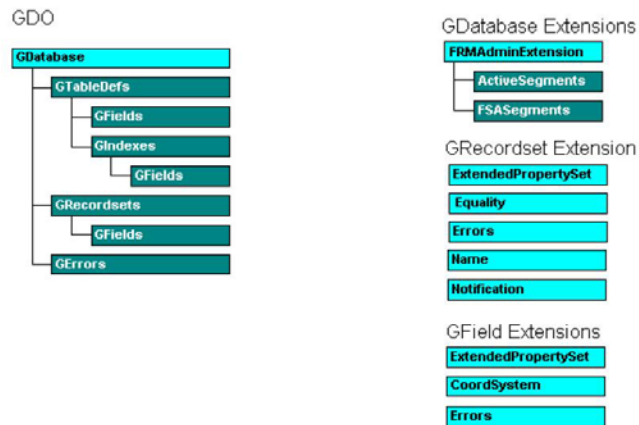 GDO
GDatabase
GTableDefs
GFields
GIndexes
GFields
GRecordsets
GFields
GErrors
GDatabase Extensions
FRMAdminExtension
ActiveSegments
FSASegments
GRecordset Extension
ExtendedPropertySet
Equality
Errors
Name
Notification
GField Extensions
ExtendedPropertySet
CoordSystem
Errors